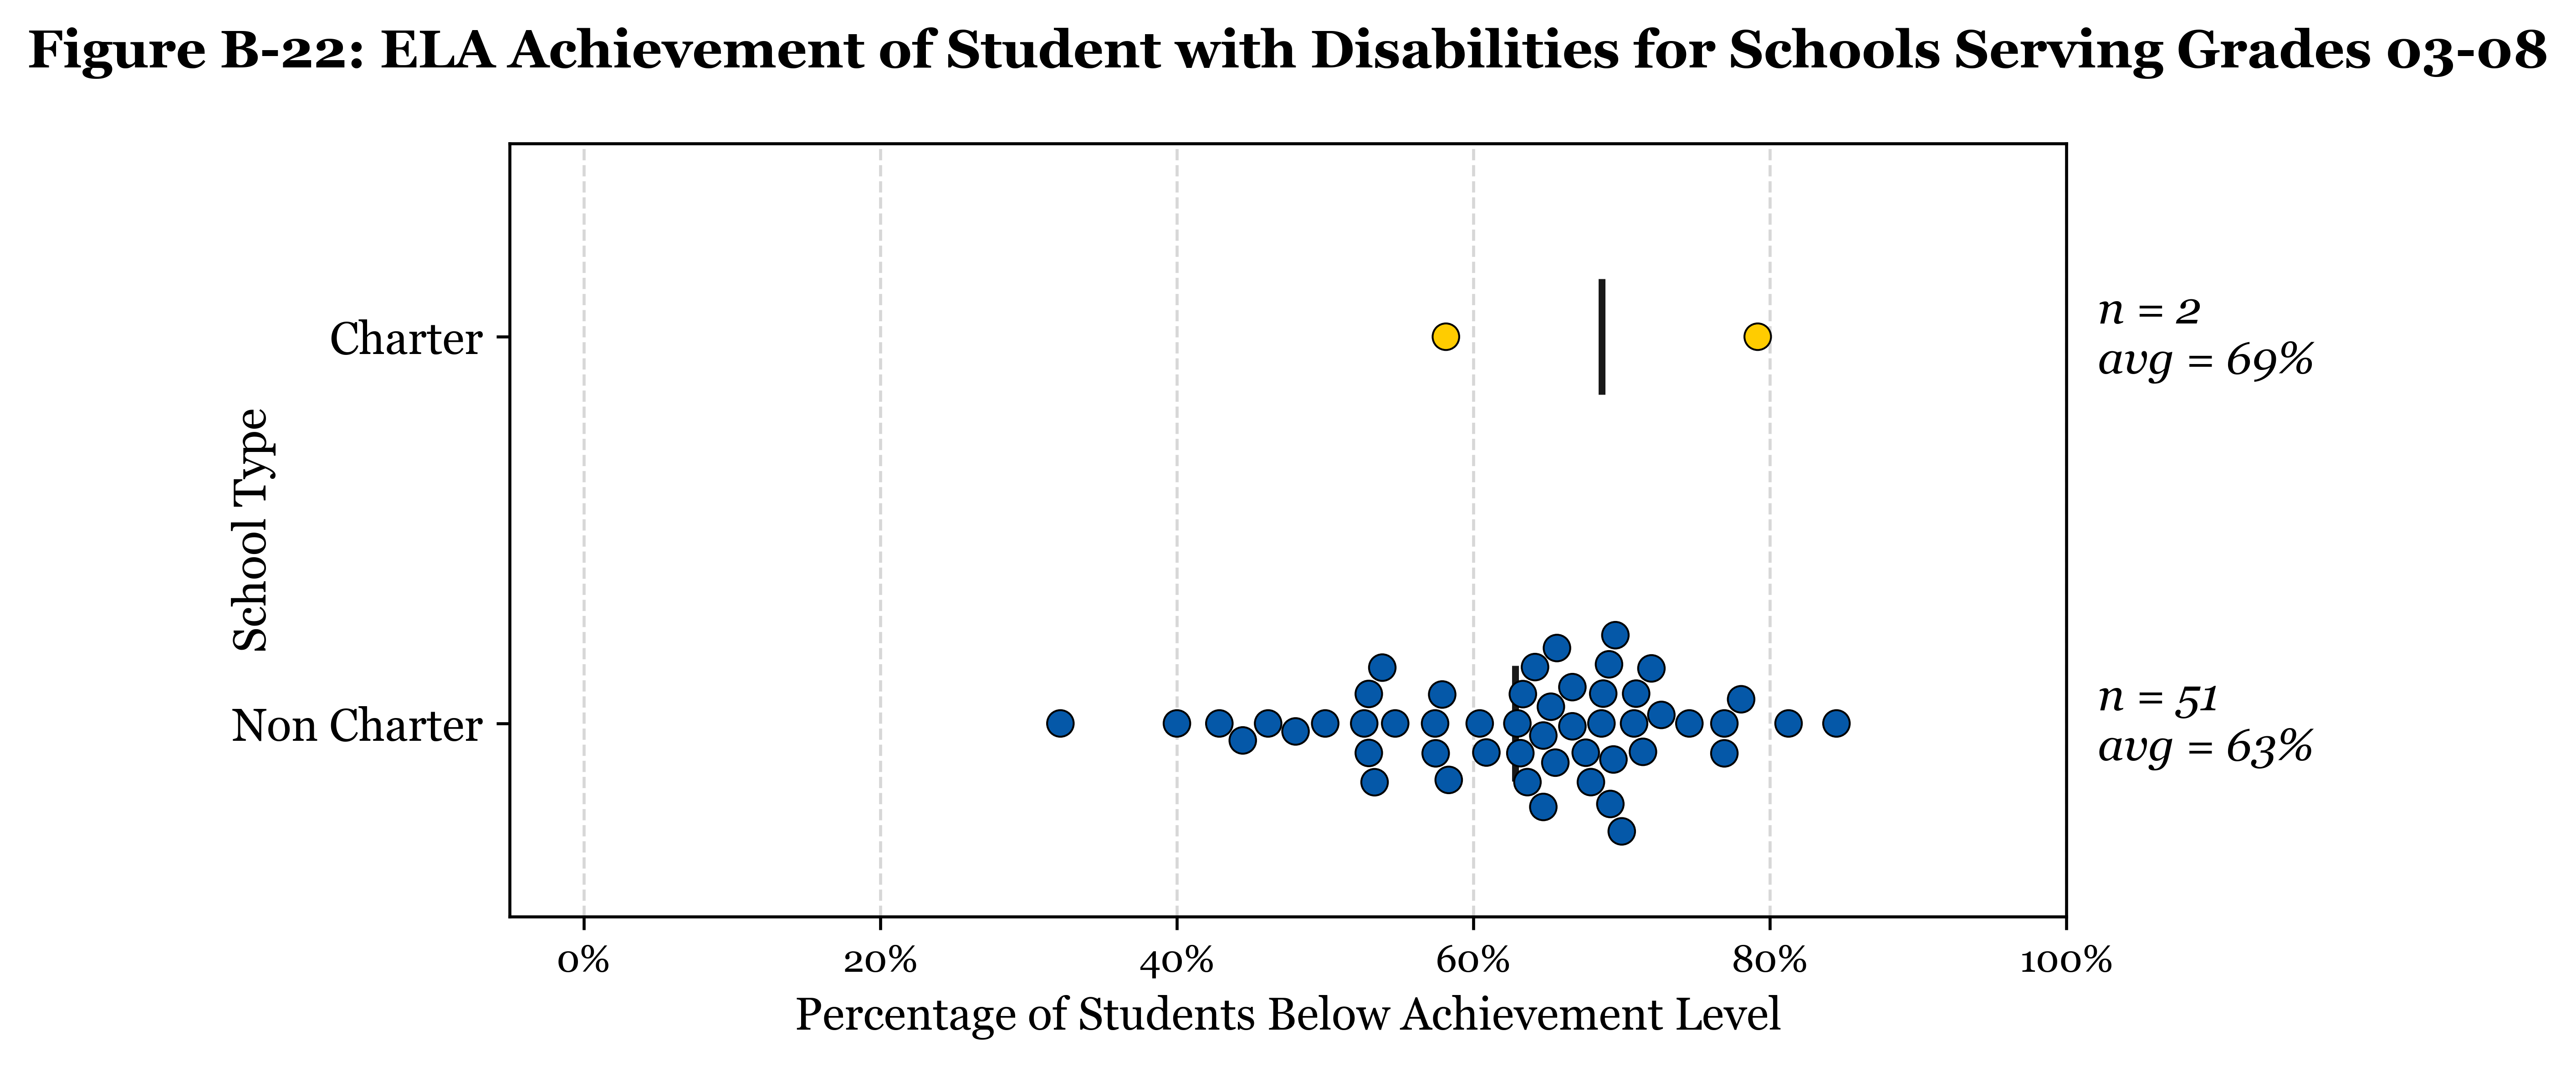 Figure B-22: ELA Achievement of Student with Disabilities for Schools Serving Grades 03-08
Charter
n = 2
avg = 69%
School Type
Non Charter
n = 51
avg = 63%
0% 20% 40% 60% 80% 100%
Percentage of Students Below Achievement Level